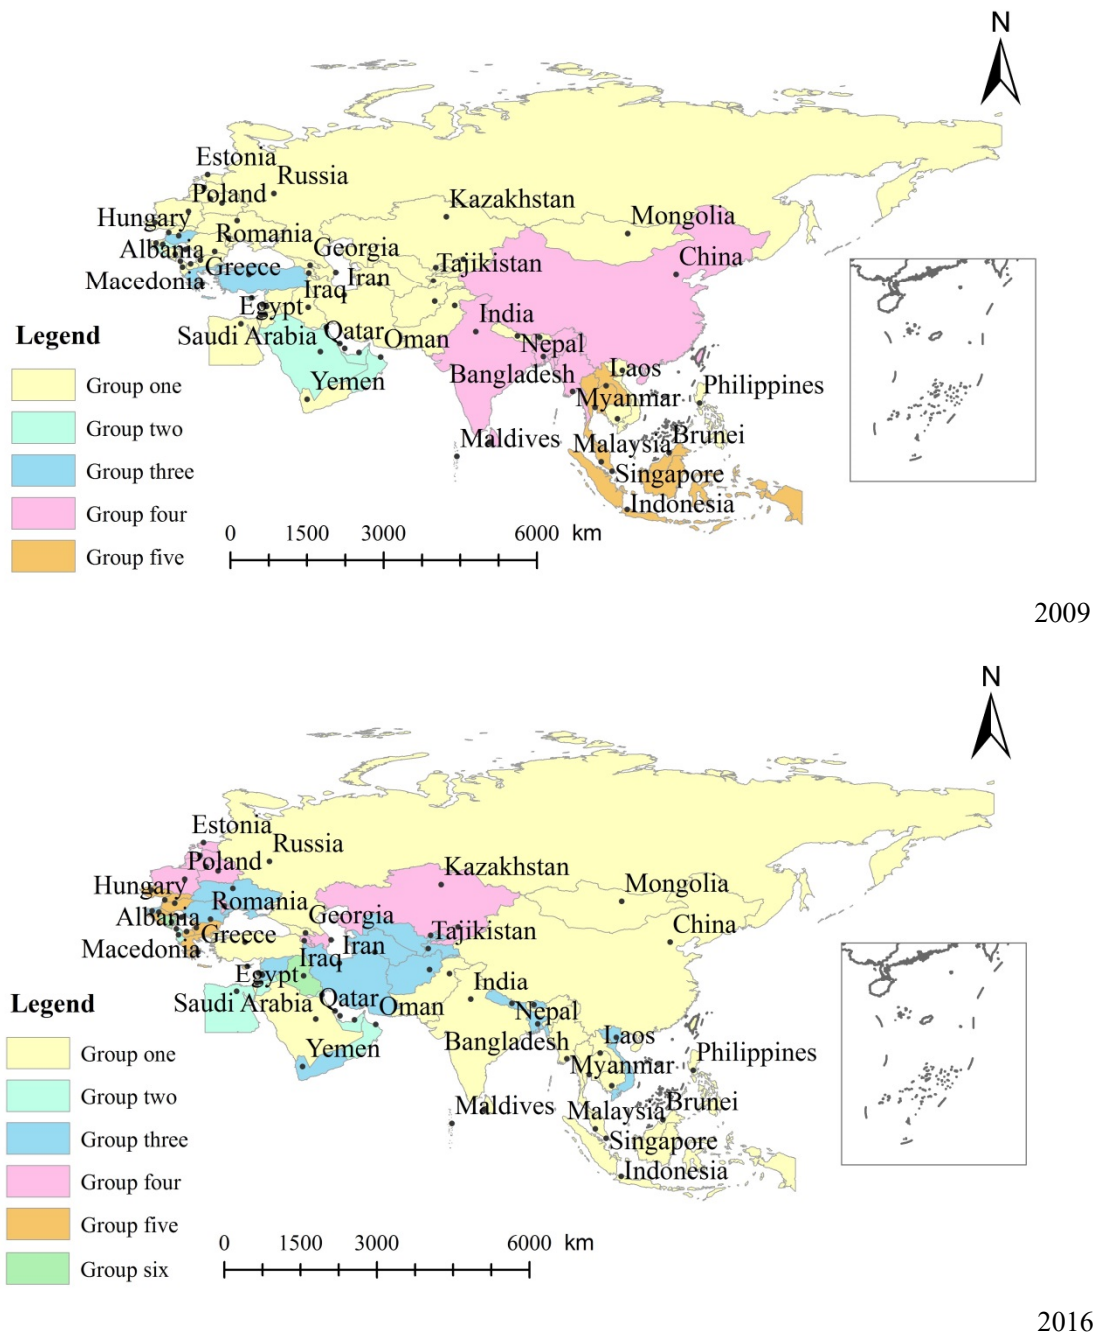 N
Estonia
Russia
Poland
Kazakhstan
Hungary
Mongolia
Romania
Albania
Georgia
China
Tajikistan
Greece
Iran
Macedonia
Iraq
Egypt
India
Legend
Saudi Arabia
Qatar
Oman
Nepal
Laos
Group one
Yemen
Bangladesh
Philippines
Myanmar
Group two
Maldives
Malaysia
Brunei
Group three
Singapore
Group four
Indonesia
0 1500 3000 6000 km
Group five
2009
N
Estonia
Russia
Poland
Kazakhstan
Hungary
Mongolia
Romania
Albania
Georgia
China
Tajikistan
Greece
Iran
Macedonia
Iraq
Egypt
India
Legend
Saudi Arabia
Qatar
Oman
Nepal
Laos
Group one
Yemen
Bangladesh
Philippines
Myanmar
Group two
Maldives
Malaysia
Brunei
Group three
Singapore
Group four
Indonesia
Group five
0 1500 3000 6000 km
Group six
2016